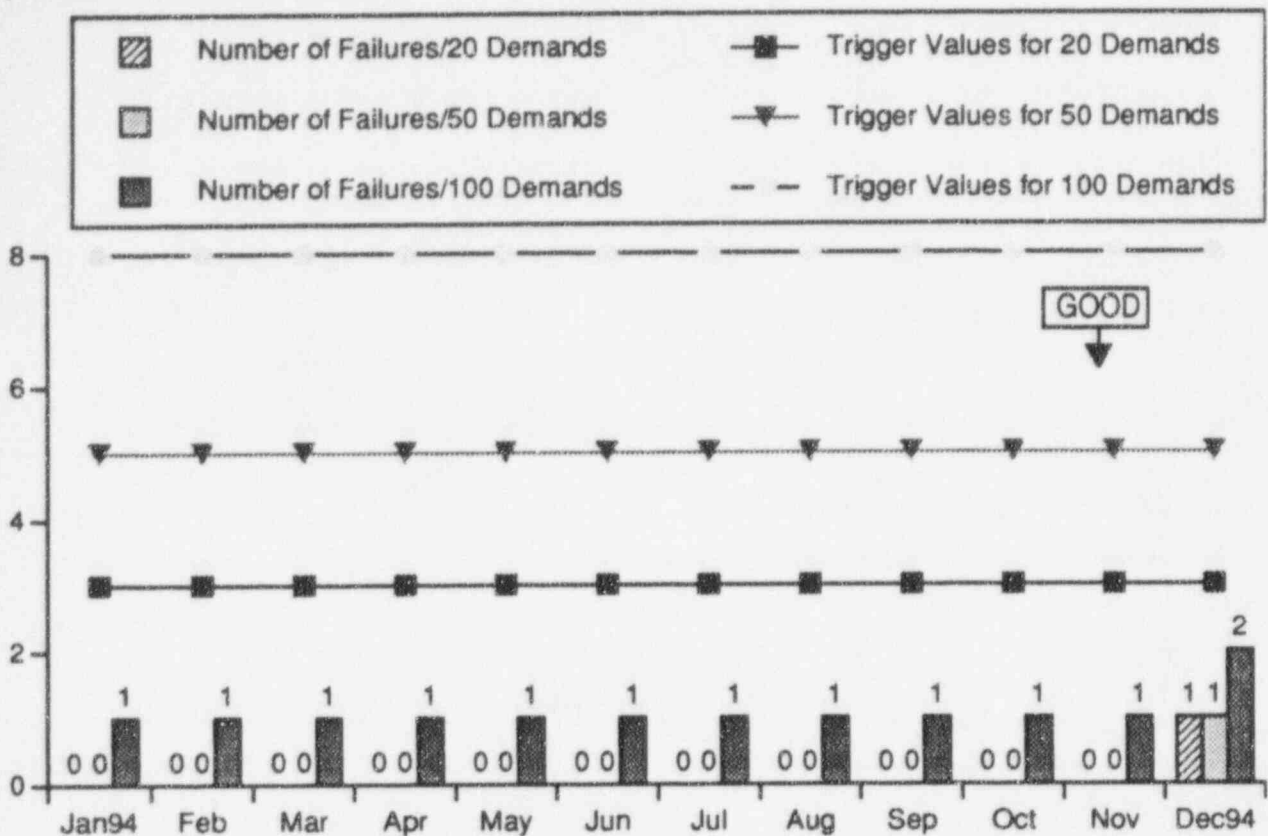 Number of Failures/20 Demands
Trigger Values for 20 Demands
Number of Failures/50 Demands
Trigger Values for 50 Demands
Number of Failures/100 Demands
Trigger Values for 100 Demands
8
GOOD
6
4
2
2
1 1 1 1 1 1 1 1 1 1 1 1 1
0 0 0 0 0 0 0 0 0 0 0 0 0 0 0 0 0 0 0 0 0 0
0
Jan94 Feb Mar Apr May Jun Jul Aug Sep Oct Nov Dec94